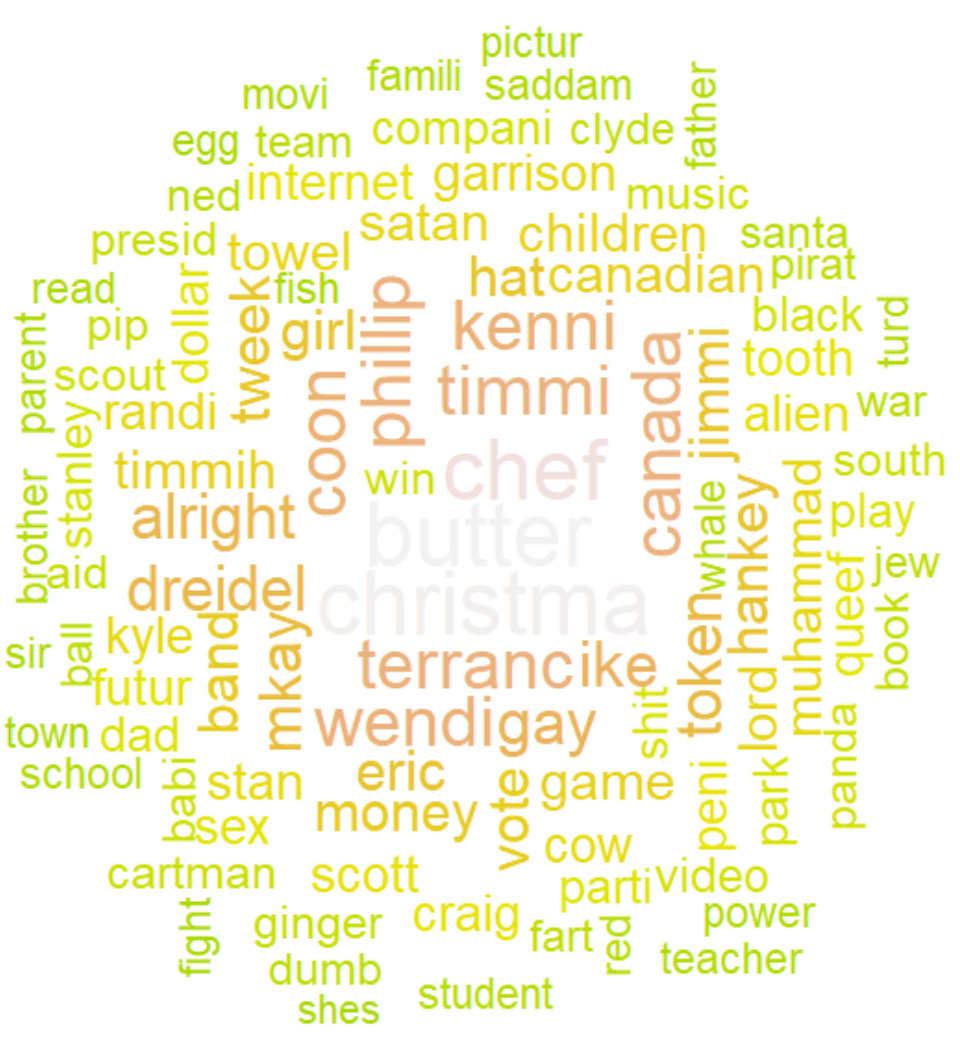 pictur
famili
saddam
movi
father
compani
clyde
egg
team
internet
garrison
ned
music
satan
presid
towel
children
santa
hat
canadian
pirat
read
fish
dollar
tweek
phillip
kenni
black
turd
parent
pip
girl
canada
jimmi
tooth
scout
coon
timmi
randi
alien
war
stanley
timmih
win
chef
south
brother
alright
butter
whale
hankey
muhammad
play
aid
dreidel
christma
queef
jew
book
sir
ball
kyle
band
mkay
terranc
ike
token
lord
futur
wendi
gay
shit
town
dad
panda
school
babi
stan
eric
vote
game
peni
park
sex
money
cow
cartman
scott
parti
video
fight
ginger
craig
fart
red
power
dumb
teacher
student
shes